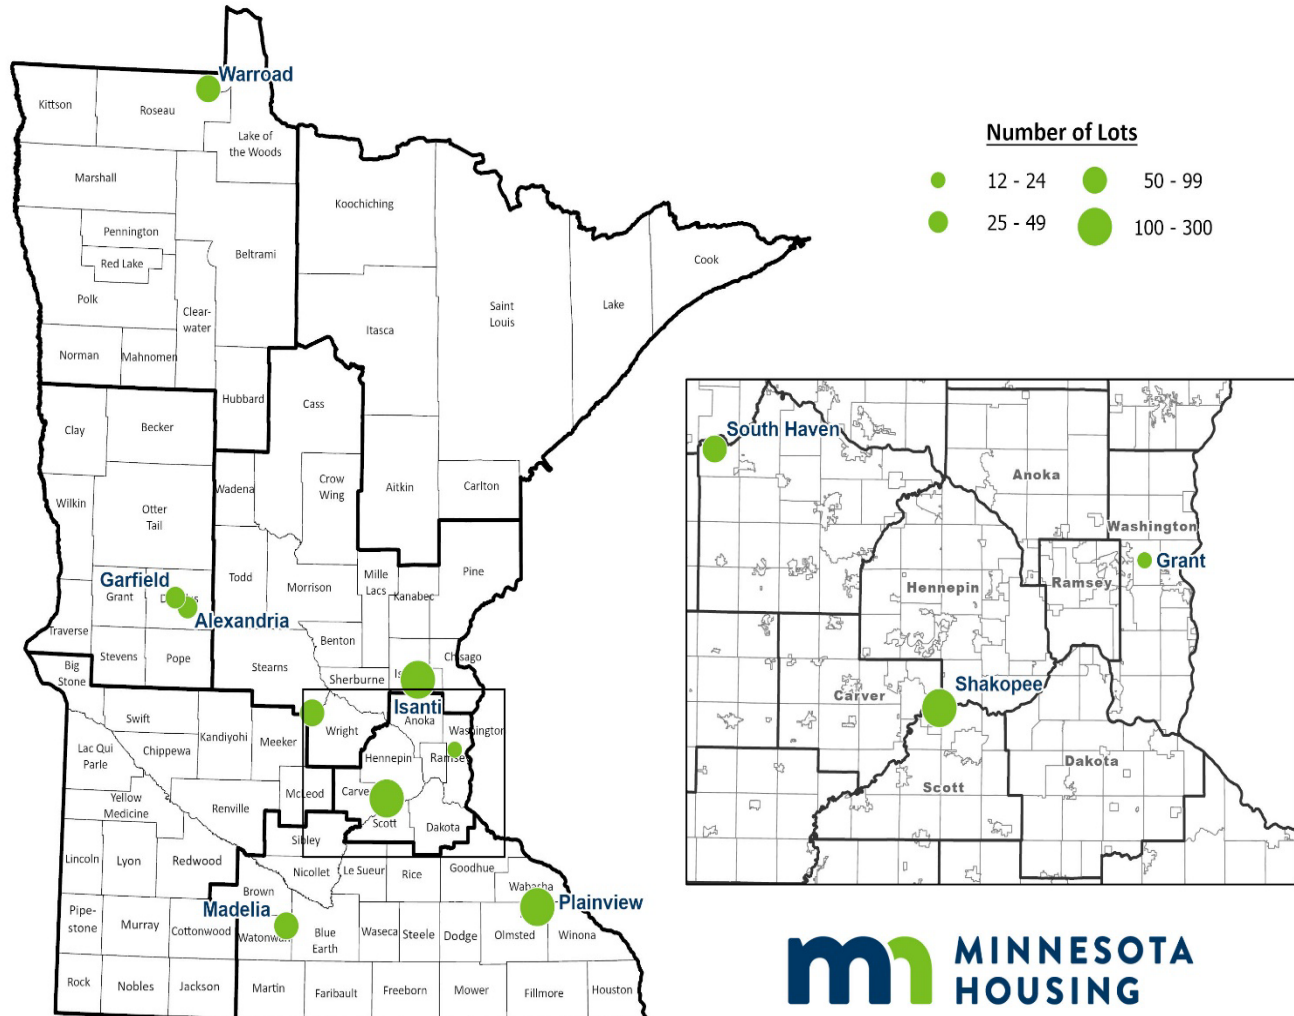 Warroad
Kittson
Roseau
Lake of
the Woods
Marshall
Koochiching
Pennington
Beltrami
Red Lake
Cook
Polk
Clear-
water
Saint
Louis
Lake
Itasca
Norman
Mahnomen
Hubbard
Cass
Clay
Becker
Wadena
Crow
Wing
Aitkin
Carlton
Wilkin
Otter
Tail
Garfield
Grant
Todd
Morrison
Mille
Lacs
Pine
Kanabec
Alexandria
Traverse
Benton
Stevens
Pope
Stearns
Chisago
Big
Stone
Sherburne
Isanti
Swift
Anoka
Kandiyohi
Meeker
Wright
Washington
Lac Qui
Parle
Chippewa
Hennepin
Ramsey
Yellow
Medicine
Renville
McLeod
Carve
Scott
Dakota
Sibley
Lincoln
Lyon
Redwood
Nicollet
Le Sueur
Rice
Goodhue
Wabasha
Brown
Madelia
Plainview
Pipe-
stone
Murray
Cottonwood
Watonwan
Blue
Earth
Waseca
Steele
Dodge
Olmsted
Winona
Rock
Nobles
Jackson
Martin
Faribault
Freeborn
Mower
Fillmore
Houston
Number of Lots
12 - 24
50 - 99
25 - 49
100 - 300
South Haven
Anoka
Washington
Grant
Hennepin
Ramsey
Shakopee
Carver
Scott
Dakota
MINNESOTA
HOUSING